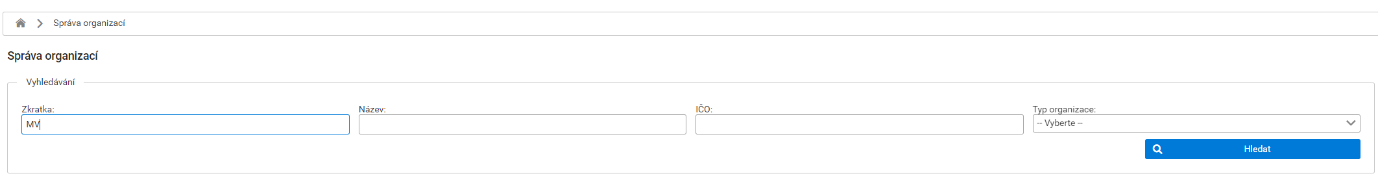 Správa organizací
Správa organizací
Vyhledávání
Zkratka: Název: IČO: Typ organizace:
MV -- Vyberte --
Hledat